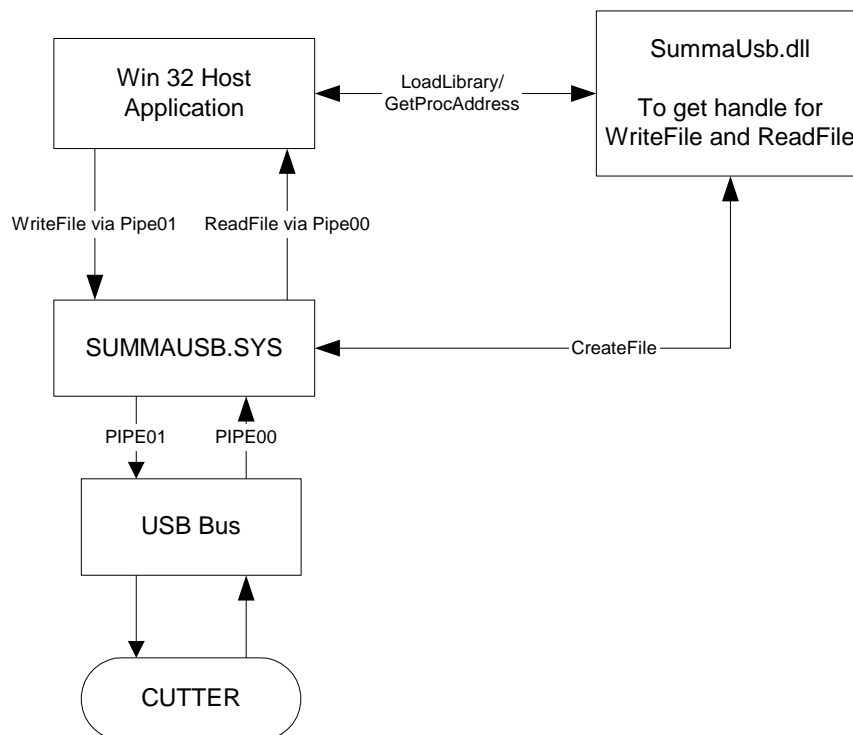 Win 32 Host
Application
LoadLibrary/
GetProcAddress
SummaUsb.dll
To get handle for
WriteFile and ReadFile
WriteFile via Pipe01
ReadFile via Pipe00
SUMMAUSB.SYS
CreateFile
PIPE01
PIPE00
USB Bus
CUTTER